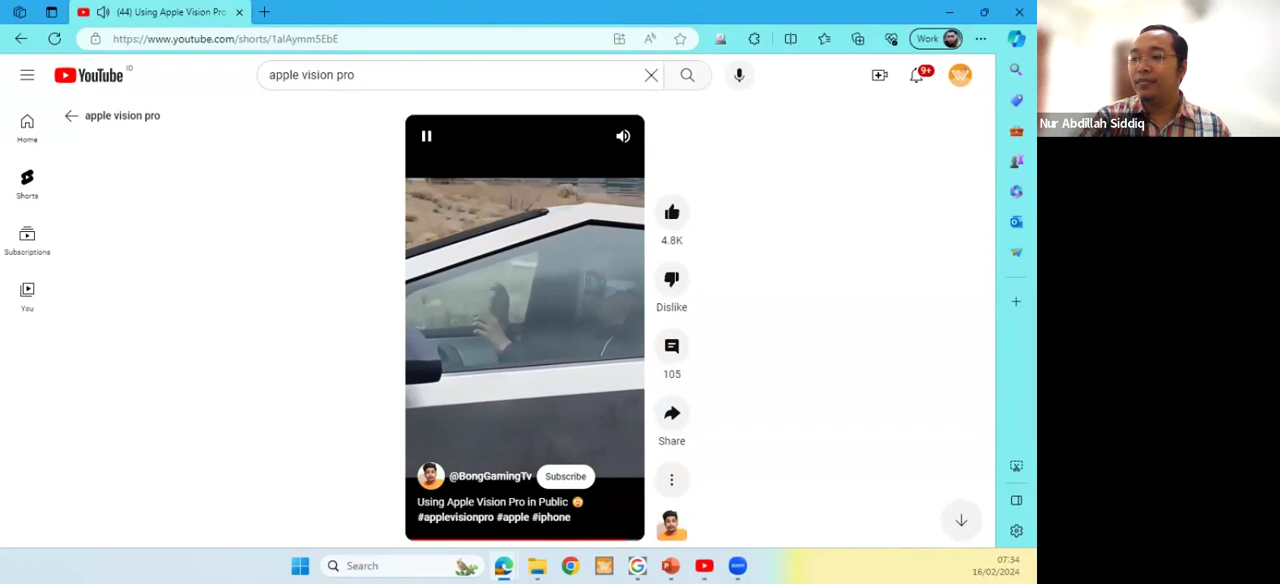 (44) Using Apple Vision Pro
https://www.youtube.com/shorts/1alAymm5EbE
Work
YouTube ID
apple vision pro
9+
apple vision pro
Home
Shorts
Subscriptions
You
4.8K
Dislike
105
Share
@BongGamingTv Subscribe
Using Apple Vision Pro in Public
#applevisionpro #apple #iphone
Nur Abdillah Siddiq
Search
07:34
16/02/2024